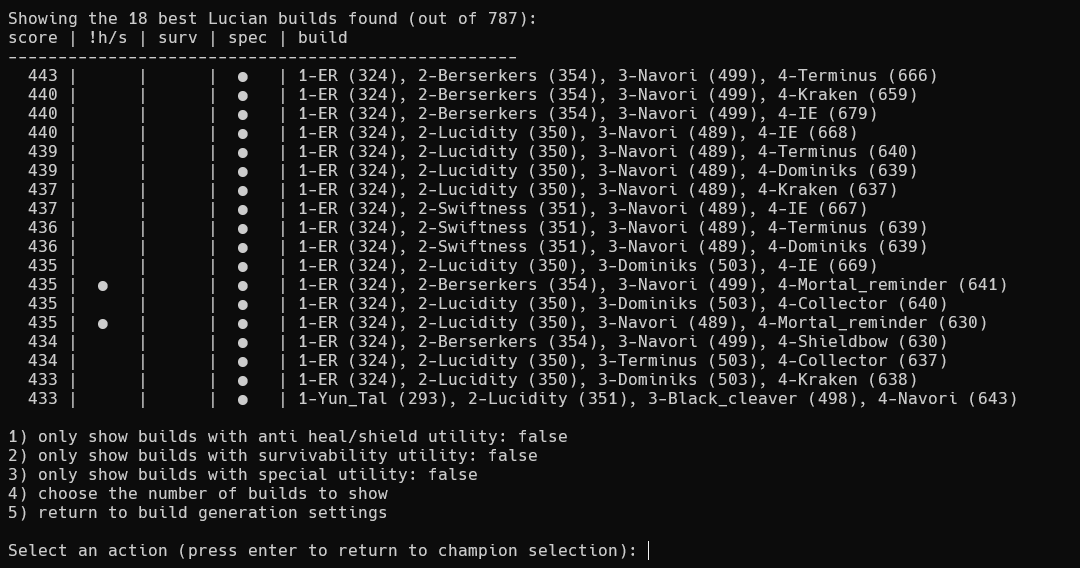 Showing the 18 best Lucian builds found (out of 787):
score | !h/s | surv | spec | build
---------------------------------------------------
  443 |      |      |  ●   | 1-ER (324), 2-Berserkers (354), 3-Navori (499), 4-Terminus (666)
  440 |      |      |  ●   | 1-ER (324), 2-Berserkers (354), 3-Navori (499), 4-Kraken (659)
  440 |      |      |  ●   | 1-ER (324), 2-Berserkers (354), 3-Navori (499), 4-IE (679)
  440 |      |      |  ●   | 1-ER (324), 2-Lucidity (350), 3-Navori (489), 4-IE (668)
  439 |      |      |  ●   | 1-ER (324), 2-Lucidity (350), 3-Navori (489), 4-Terminus (640)
  439 |      |      |  ●   | 1-ER (324), 2-Lucidity (350), 3-Navori (489), 4-Dominiks (639)
  437 |      |      |  ●   | 1-ER (324), 2-Lucidity (350), 3-Navori (489), 4-Kraken (637)
  437 |      |      |  ●   | 1-ER (324), 2-Swiftness (351), 3-Navori (489), 4-IE (667)
  436 |      |      |  ●   | 1-ER (324), 2-Swiftness (351), 3-Navori (489), 4-Terminus (639)
  436 |      |      |  ●   | 1-ER (324), 2-Swiftness (351), 3-Navori (489), 4-Dominiks (639)
  435 |      |      |  ●   | 1-ER (324), 2-Lucidity (350), 3-Dominiks (503), 4-IE (669)
  435 |  ●   |      |  ●   | 1-ER (324), 2-Berserkers (354), 3-Navori (499), 4-Mortal_reminder (641)
  435 |      |      |  ●   | 1-ER (324), 2-Lucidity (350), 3-Dominiks (503), 4-Collector (640)
  435 |  ●   |      |  ●   | 1-ER (324), 2-Lucidity (350), 3-Navori (489), 4-Mortal_reminder (630)
  434 |      |      |  ●   | 1-ER (324), 2-Berserkers (354), 3-Navori (499), 4-Shieldbow (630)
  434 |      |      |  ●   | 1-ER (324), 2-Lucidity (350), 3-Terminus (503), 4-Collector (637)
  433 |      |      |  ●   | 1-ER (324), 2-Lucidity (350), 3-Dominiks (503), 4-Kraken (638)
  433 |      |      |  ●   | 1-Yun_Tal (293), 2-Lucidity (351), 3-Black_cleaver (498), 4-Navori (643)
1) only show builds with anti heal/shield utility: false
2) only show builds with survivability utility: false
3) only show builds with special utility: false
4) choose the number of builds to show
5) return to build generation settings
Select an action (press enter to return to champion selection):